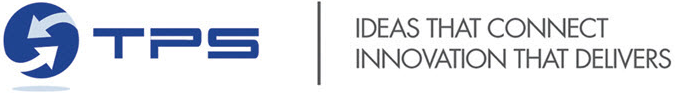 TPS
IDEAS THAT CONNECT
INNOVATION THAT DELIVERS